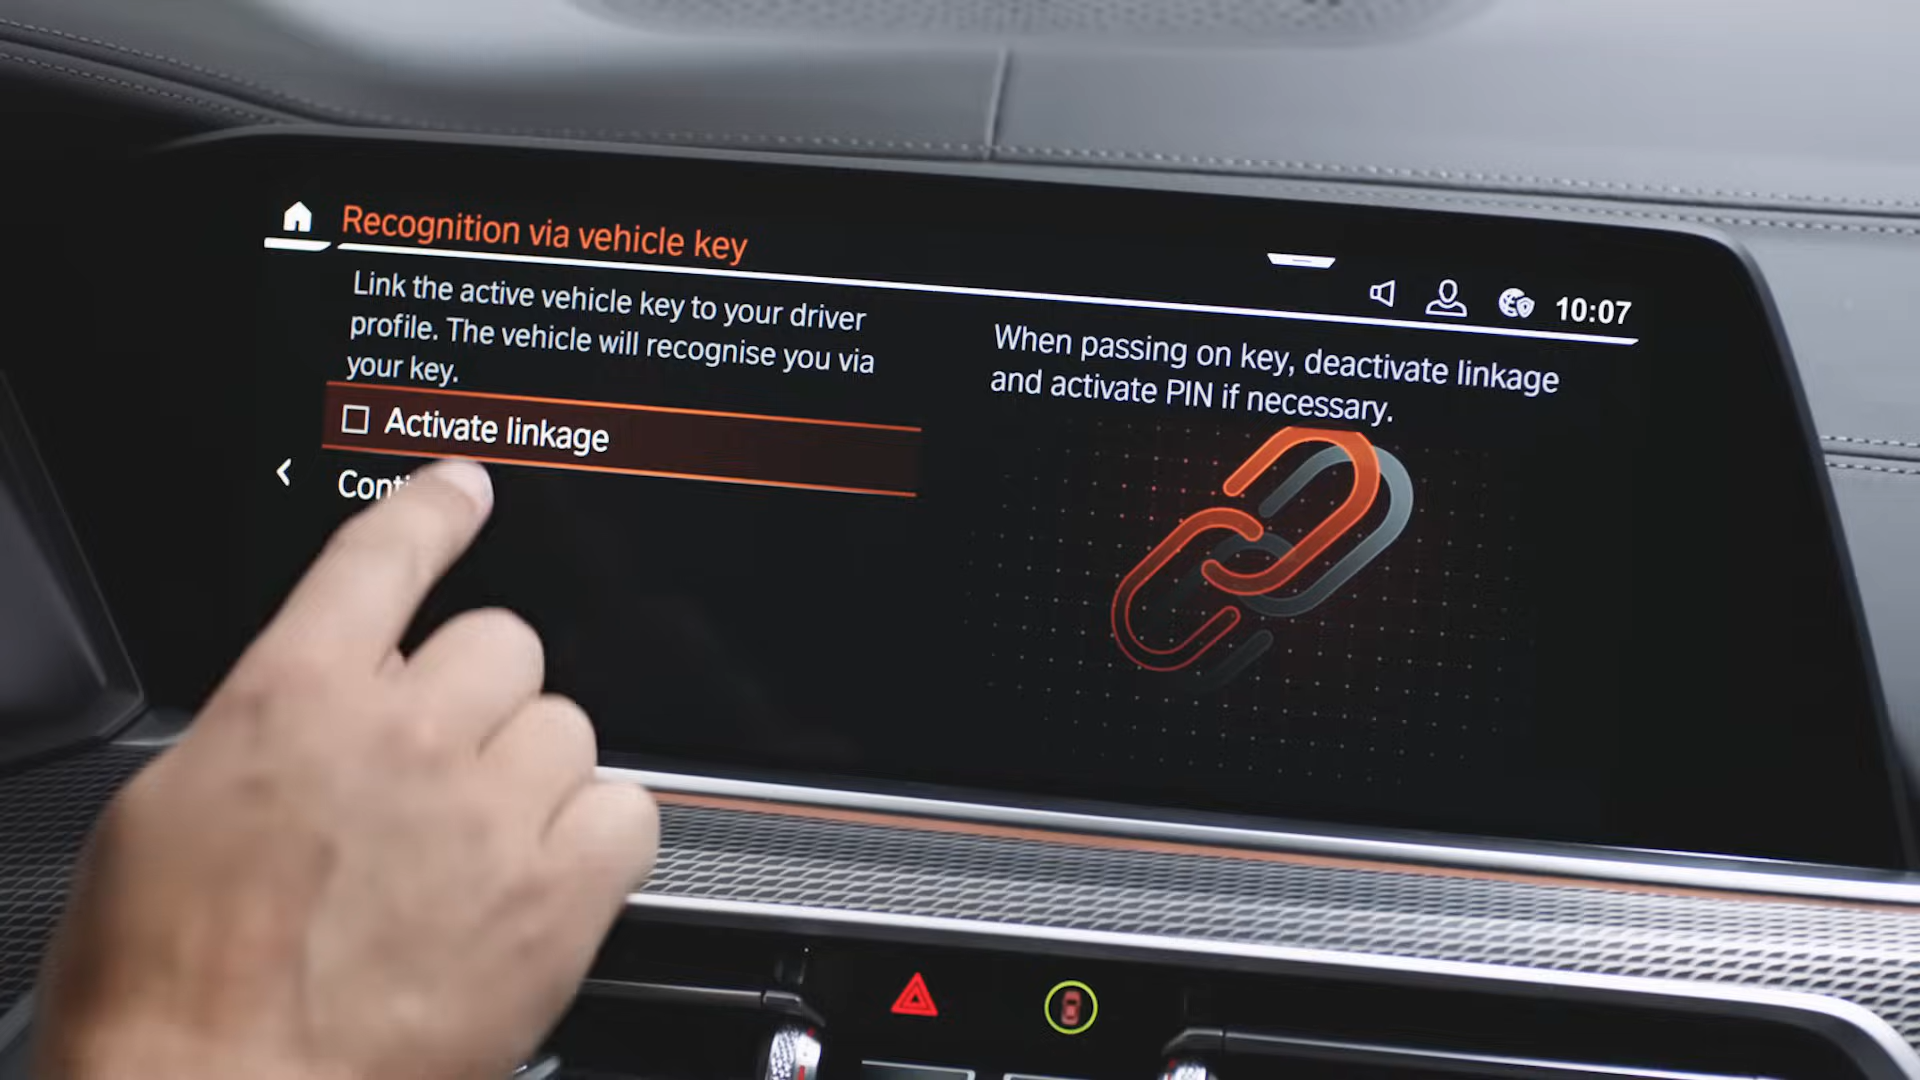 Recognition via vehicle key
10:07
Link the active vehicle key to your driver
profile. The vehicle will recognise you via
your key.
Activate linkage
When passing on key, deactivate linkage
and activate PIN if necessary.